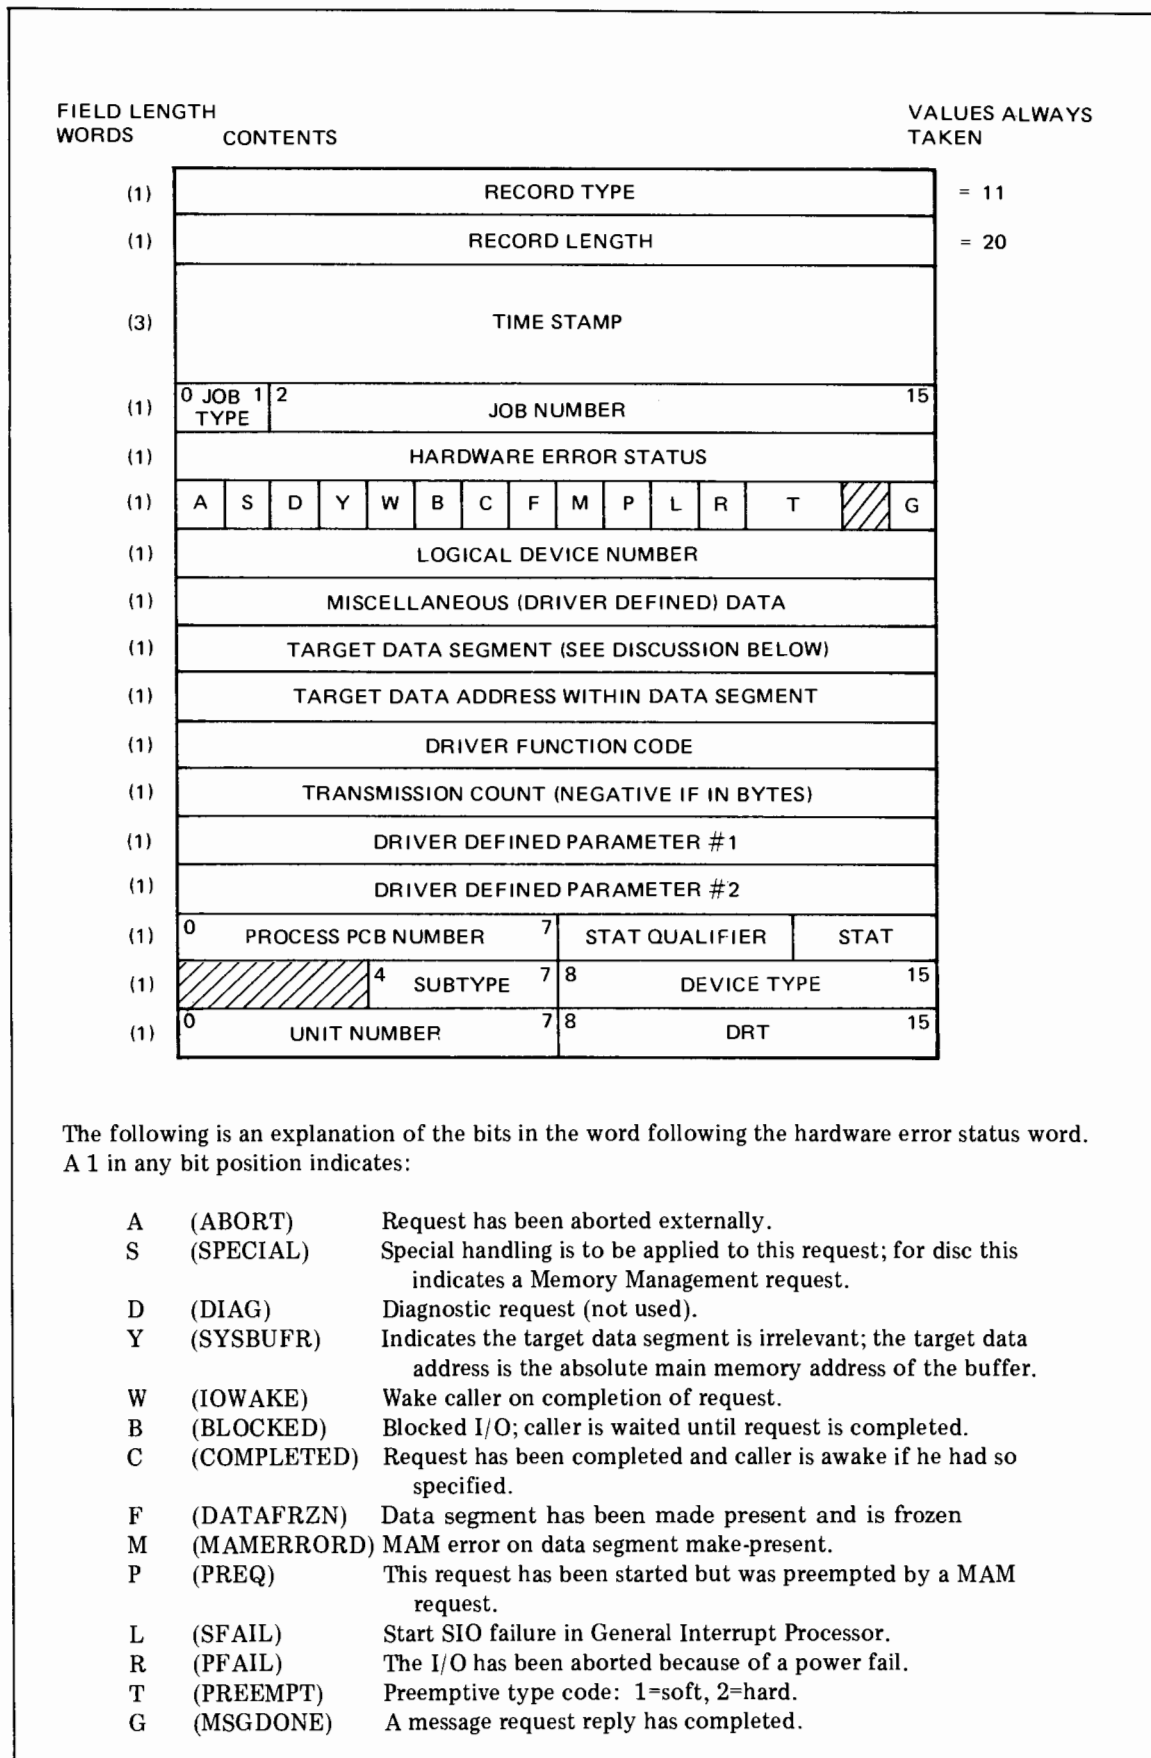 FIELD LENGTH
WORDS CONTENTS VALUES ALWAYS TAKEN
(1) RECORD TYPE = 11
(1) RECORD LENGTH = 20
(3) TIME STAMP
(1) 0 JOB TYPE 1 2 JOB NUMBER 15
(1) HARDWARE ERROR STATUS
(1) A S D Y W B C F M P L R T G
(1) LOGICAL DEVICE NUMBER
(1) MISCELLANEOUS (DRIVER DEFINED) DATA
(1) TARGET DATA SEGMENT (SEE DISCUSSION BELOW)
(1) TARGET DATA ADDRESS WITHIN DATA SEGMENT
(1) DRIVER FUNCTION CODE
(1) TRANSMISSION COUNT (NEGATIVE IF IN BYTES)
(1) DRIVER DEFINED PARAMETER #1
(1) DRIVER DEFINED PARAMETER #2
(1) 0 PROCESS PCB NUMBER 7 STAT QUALIFIER STAT
(1) 4 SUBTYPE 7 8 DEVICE TYPE 15
(1) 0 UNIT NUMBER 7 8 DRT 15
The following is an explanation of the bits in the word following the hardware error status word.
A 1 in any bit position indicates:
A (ABORT) Request has been aborted externally.
S (SPECIAL) Special handling is to be applied to this request; for disc this
indicates a Memory Management request.
D (DIAG) Diagnostic request (not used).
Y (SYSBUFR) Indicates the target data segment is irrelevant; the target data
address is the absolute main memory address of the buffer.
W (IOWAKE) Wake caller on completion of request.
B (BLOCKED) Blocked I/O; caller is waited until request is completed.
C (COMPLETED) Request has been completed and caller is awake if he had so
specified.
F (DATAFRZN) Data segment has been made present and is frozen
M (MAMERRORD) MAM error on data segment make-present.
P (PREQ) This request has been started but was preempted by a MAM
request.
L (SFAIL) Start SIO failure in General Interrupt Processor.
R (PFAIL) The I/O has been aborted because of a power fail.
T (PREEMPT) Preemptive type code: 1=soft, 2=hard.
G (MSGDONE) A message request reply has completed.